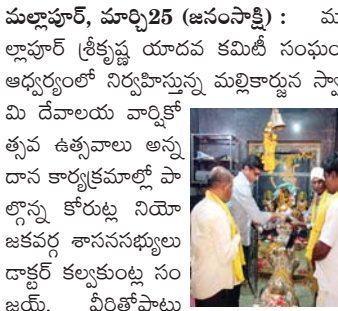 మల్లాపూర్, మార్చి25 (జనంసాక్షి) : మ
ల్లాపూర్ శ్రీకృష్ణ యాదవ కమిటీ సంఘం
ఆధ్వర్యంలో నిర్వహిస్తున్న మల్లికార్జున స్వా
మి దేవాలయ వార్షికో
త్సవ ఉత్సవాలు అన్న
దాన కార్యక్రమాల్లో పా
ల్గొన్న కోరుట్ల నియో
జకవర్గ శాసనసభ్యులు
డాక్టర్ కల్వకుంట్ల సం
జయ్. వీరితోపాటు